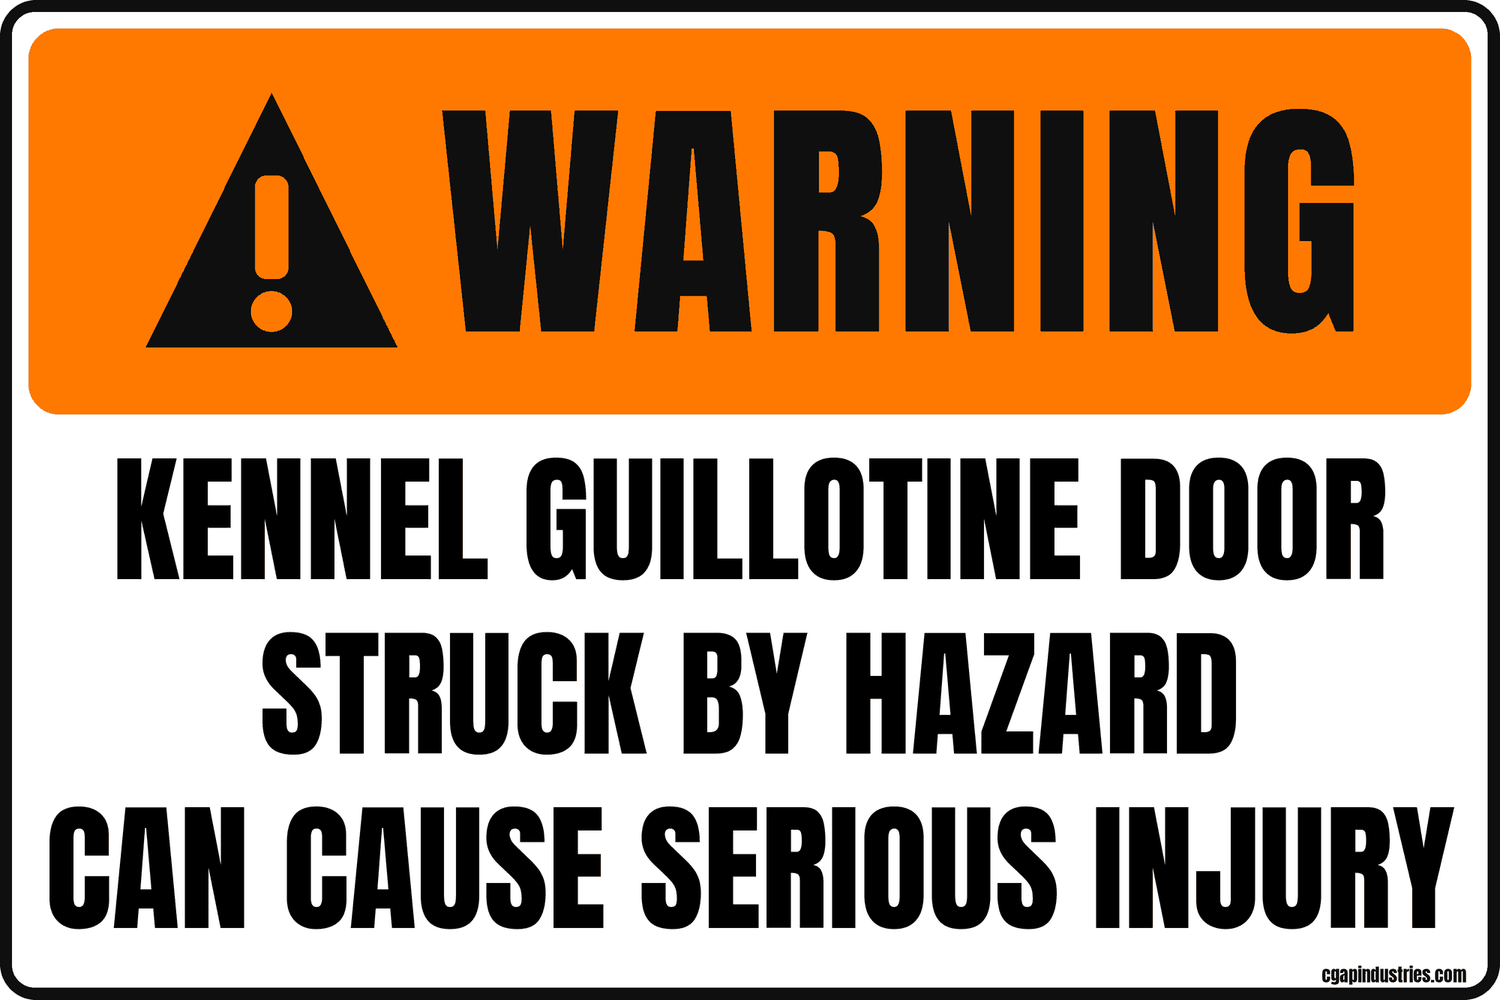 WARNING
KENNEL GUILLOTINE DOOR
STRUCK BY HAZARD
CAN CAUSE SERIOUS INJURY
cgapindustries.com